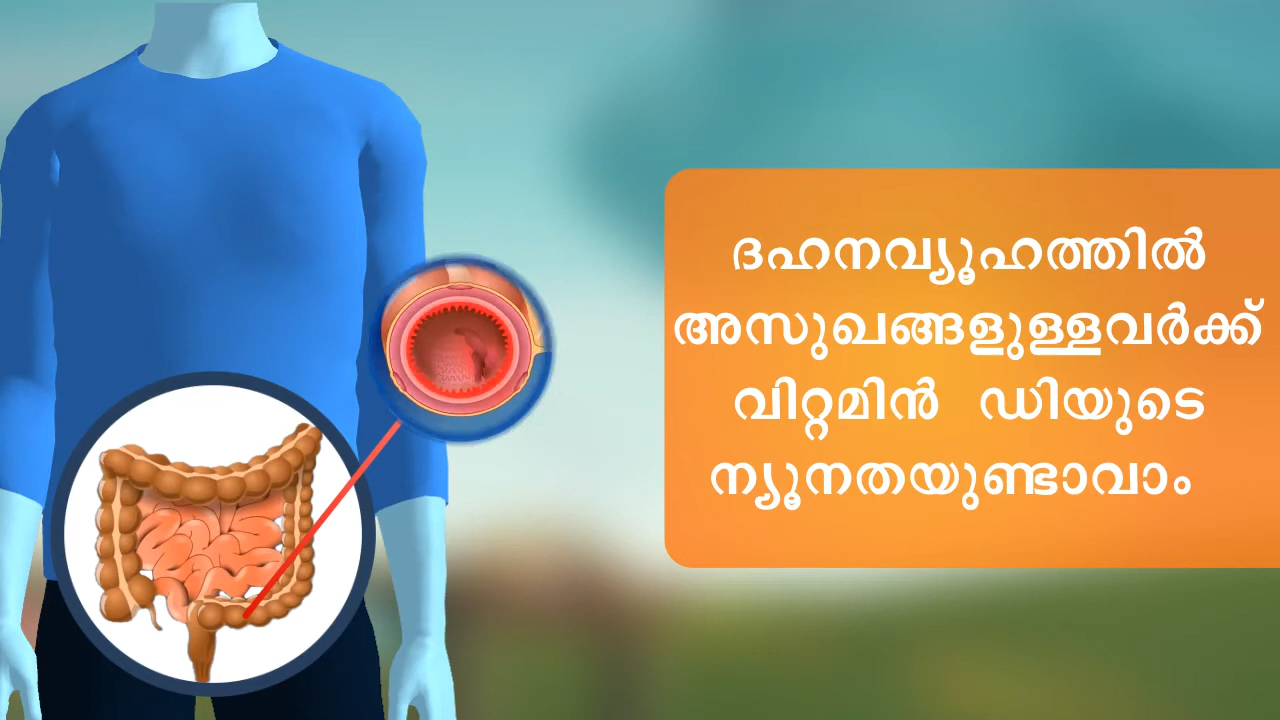 ദഹനവ്യൂഹത്തിൽ
അസുഖങ്ങളുള്ളവർക്ക്
വിറ്റമിൻ ഡിയുടെ
ന്യൂനതയുണ്ടാവാം